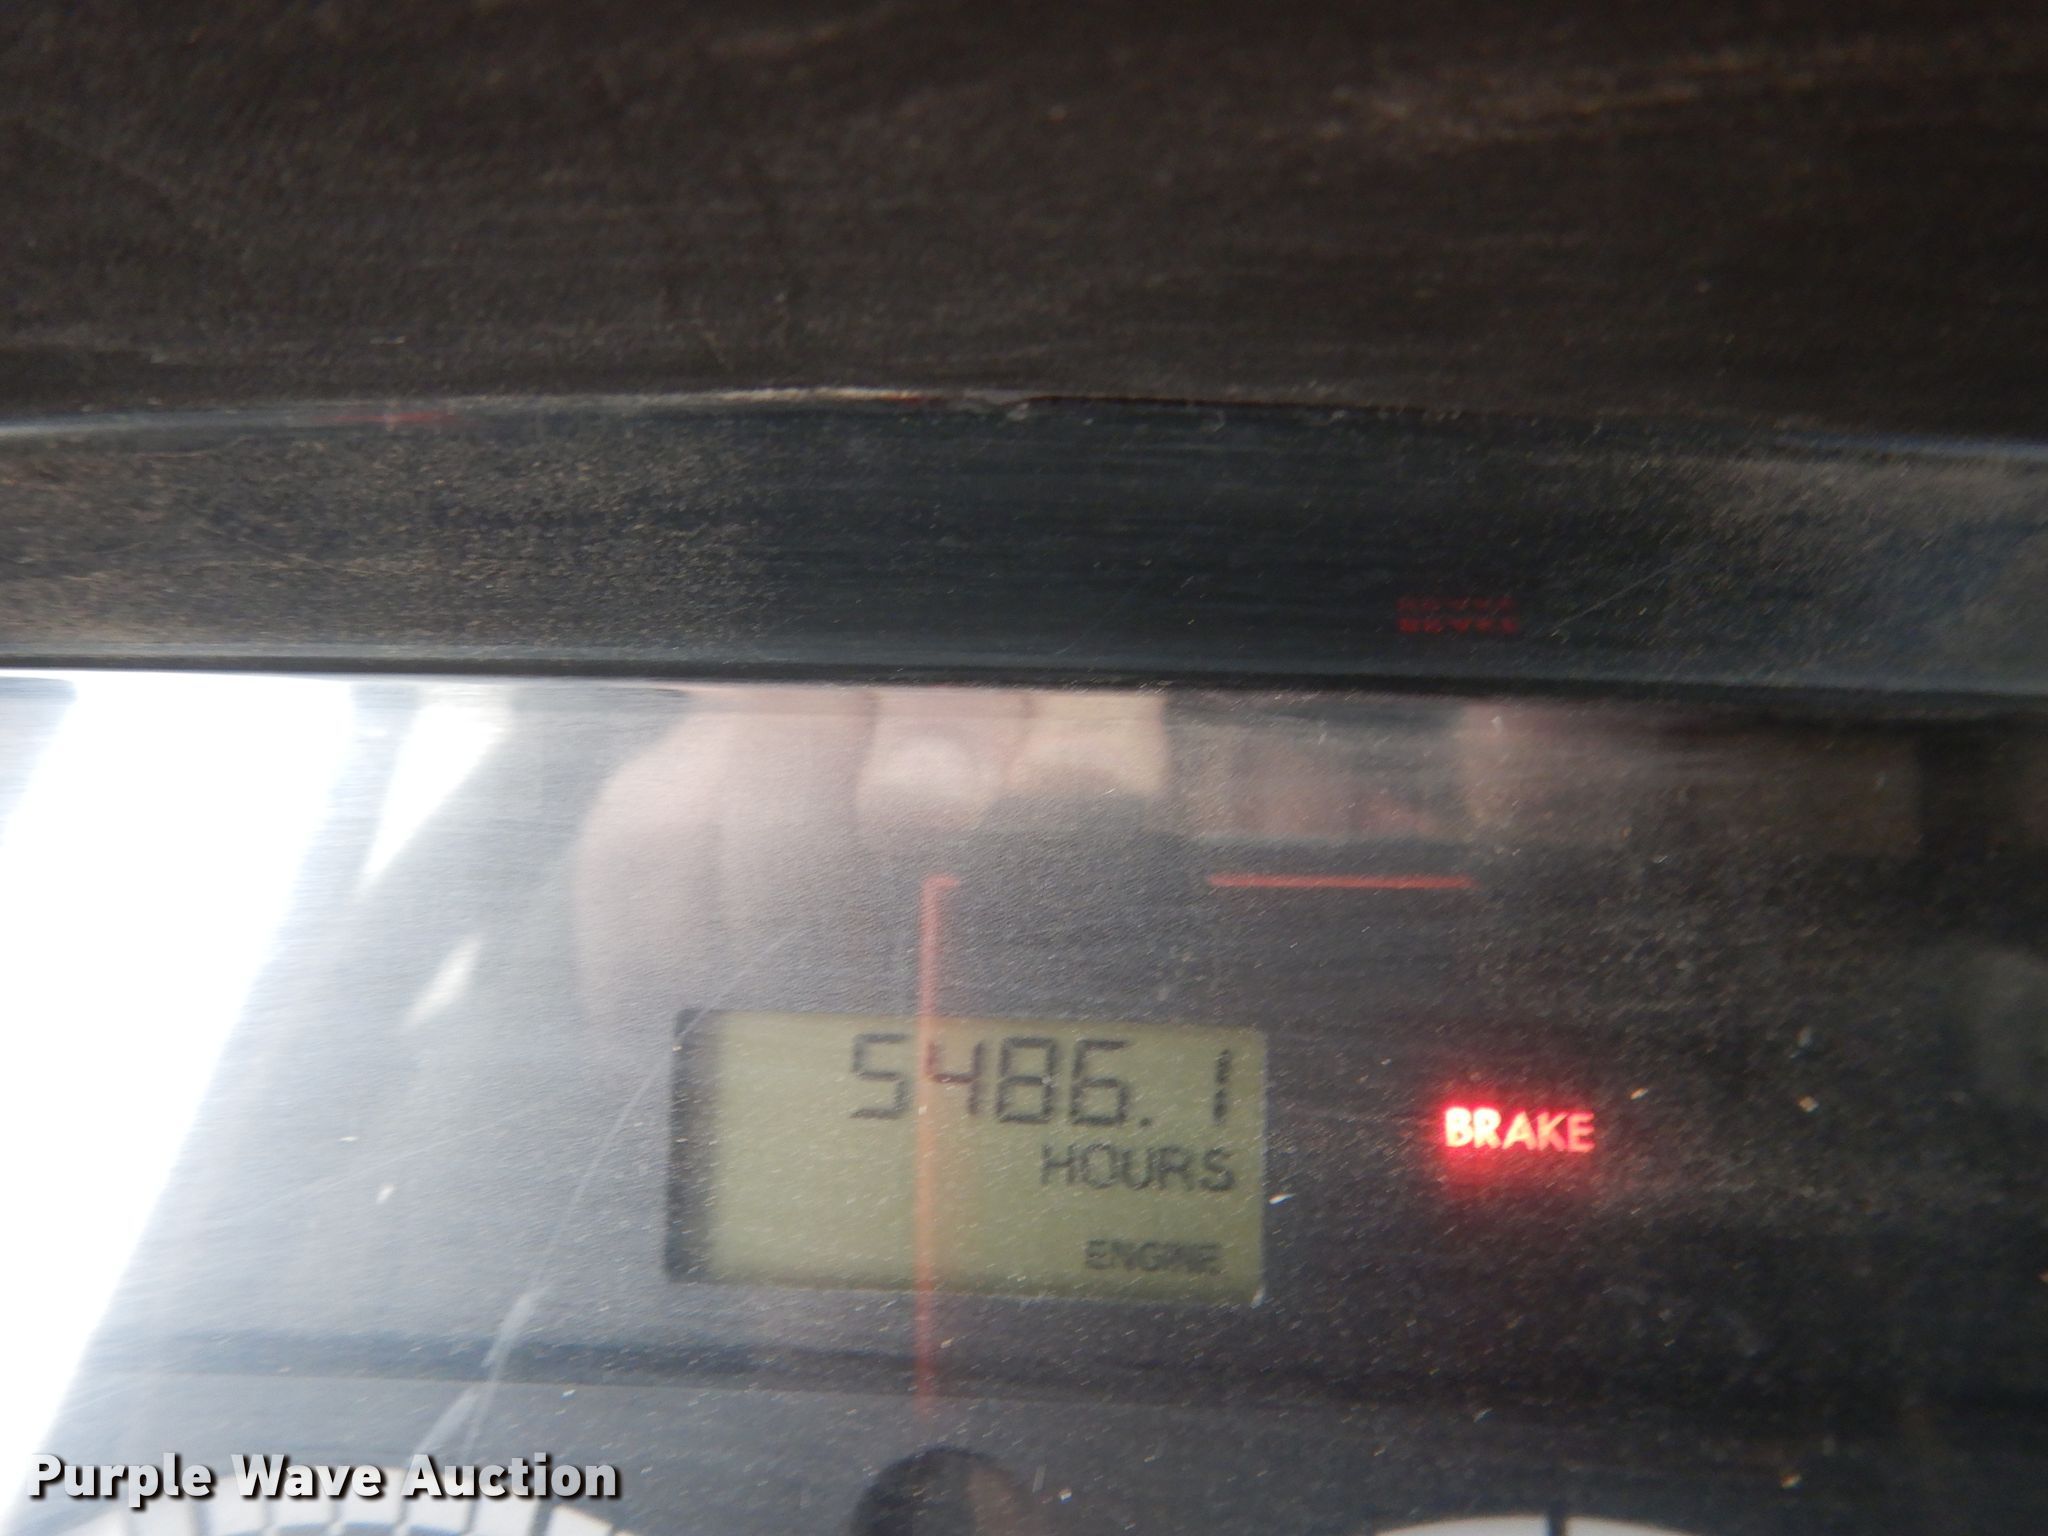 5486.1
HOURS
BRAKE
ENGINE
Purple Wave Auction